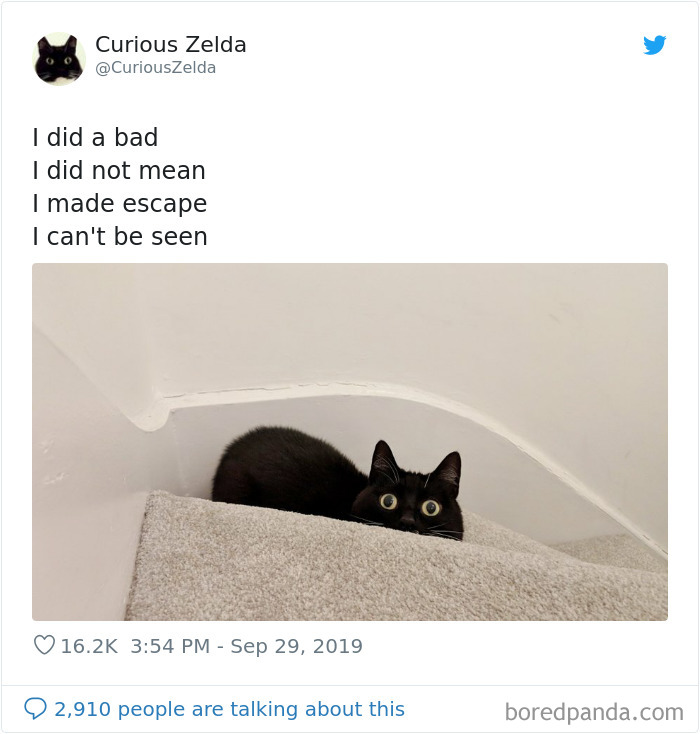 Curious Zelda
@CuriousZelda
I did a bad
I did not mean
I made escape
I can't be seen
16.2K 3:54 PM - Sep 29, 2019
2,910 people are talking about this
boredpanda.com